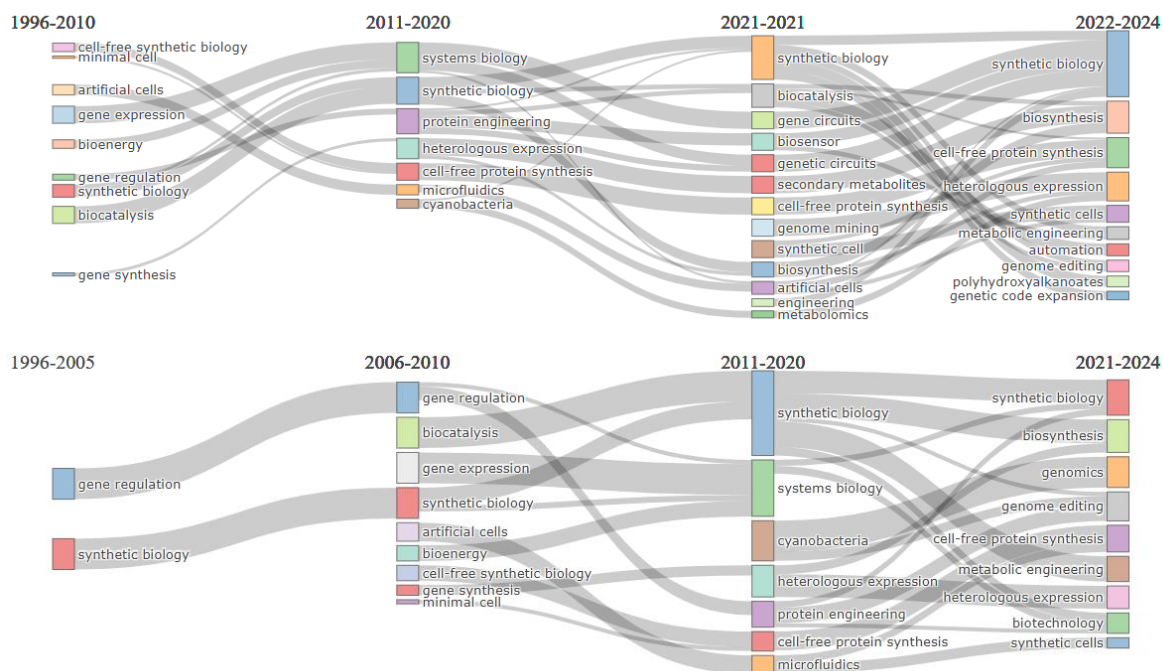 1996-2010
2011-2020
2021-2021
2022-2024
cell-free synthetic biology
minimal cell
artificial cells
gene expression
bioenergy
gene regulation
synthetic biology
biocatalysis
gene synthesis
systems biology
synthetic biology
protein engineering
heterologous expression
cell-free protein synthesis
microfluidics
cyanobacteria
synthetic biology
biocatalysis
gene circuits
biosensor
genetic circuits
secondary metabolites
cell-free protein synthesis
genome mining
synthetic cell
biosynthesis
artificial cells
engineering
metabolomics
synthetic biology
biosynthesis
cell-free protein synthesis
heterologous expression
synthetic cells
metabolic engineering
automation
genome editing
polyhydroxyalkanoates
genetic code expansion
1996-2005
2006-2010
2011-2020
2021-2024
gene regulation
synthetic biology
gene regulation
biocatalysis
gene expression
synthetic biology
artificial cells
bioenergy
cell-free synthetic biology
gene synthesis
minimal cell
synthetic biology
systems biology
cyanobacteria
heterologous expression
protein engineering
cell-free protein synthesis
microfluidics
synthetic biology
biosynthesis
genomics
genome editing
cell-free protein synthesis
metabolic engineering
heterologous expression
biotechnology
synthetic cells